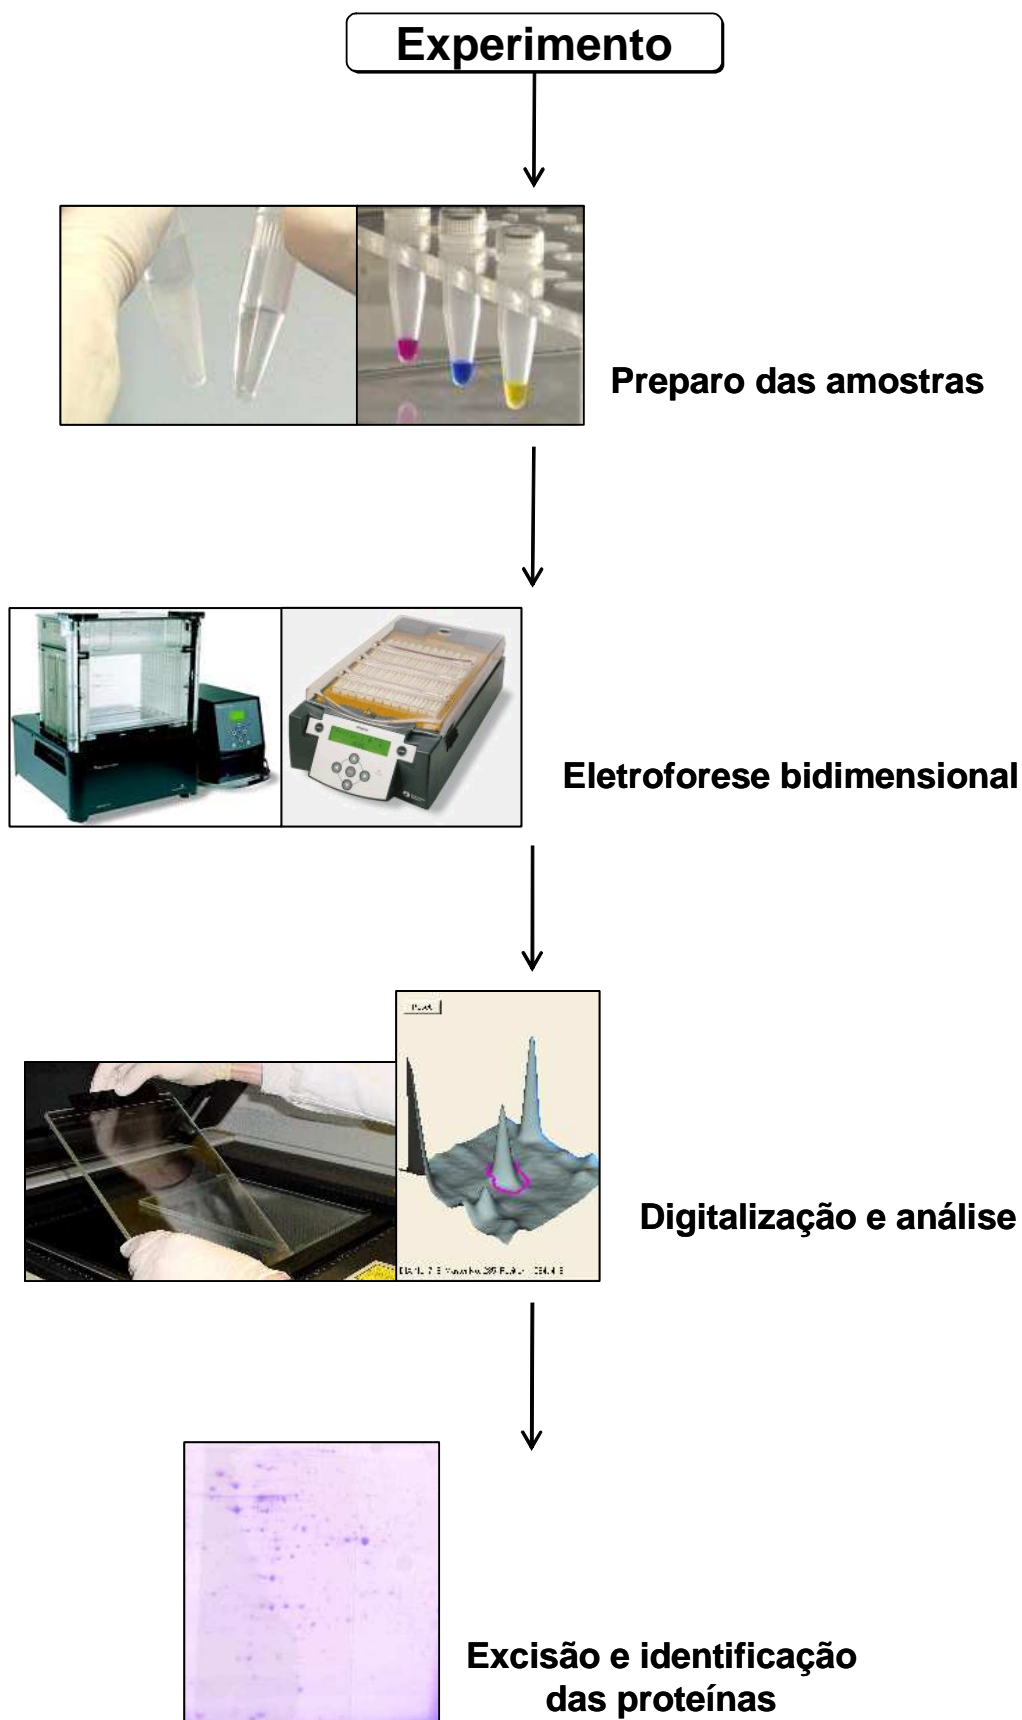 Experimento
Preparo das amostras
Eletroforese bidimensional
Digitalização e análise
Excisão e identificação
das proteínas